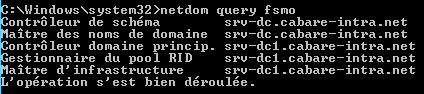 C:\Windows\system32>netdom query fsmo
Contrôleur de schéma srv-dc.cabare-intra.net
Maître des noms de domaine srv-dc.cabare-intra.net
Contrôleur domaine princip. srv-dc1.cabare-intra.net
Gestionnaire du pool RID srv-dc1.cabare-intra.net
Maître d'infrastructure srv-dc1.cabare-intra.net
L'opération s'est bien déroulée.